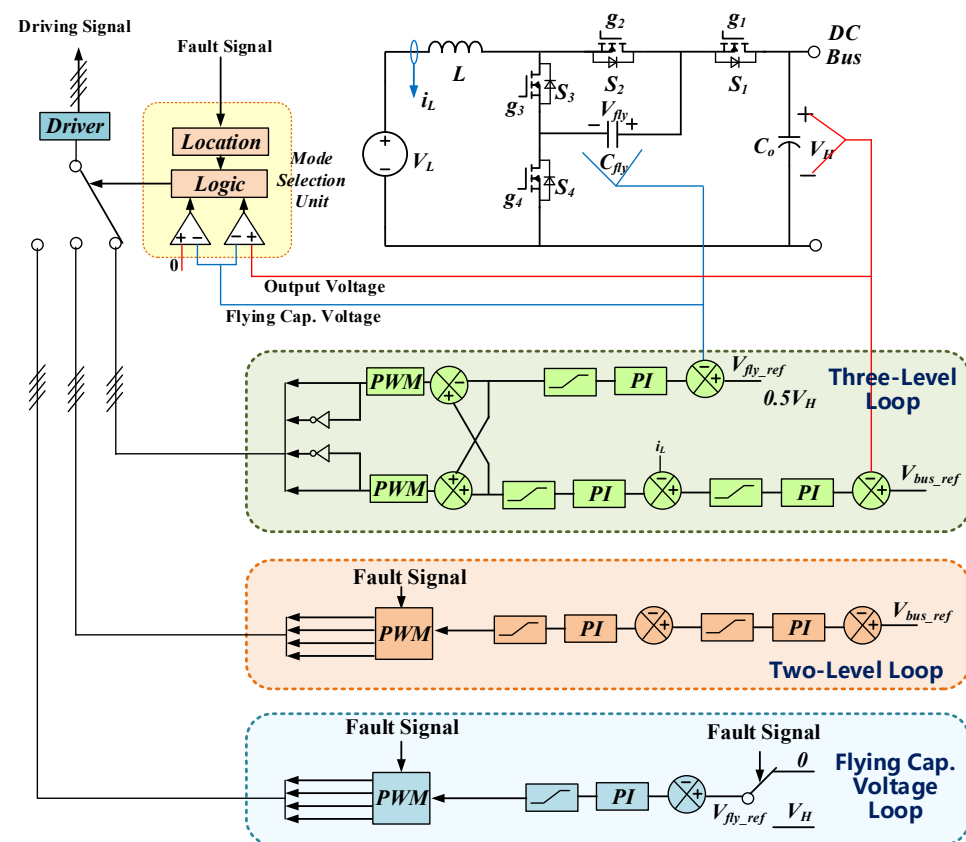 Driving Signal
Fault Signal
Driver
Location
Logic
Mode
Selection
Unit
+ −
− +
0
Output Voltage
Flying Cap. Voltage
i_L
L
V_L
+
−
g_2
S_2
g_1
S_1
DC
Bus
g_3
S_3
V_fly
− +
C_fly
g_4
S_4
C_o
V_H
+
−
PWM
−
+
PI
−
+
V_fly_ref
0.5V_H
Three-Level
Loop
PWM
+
+
PI
i_L
−
+
PI
−
+
V_bus_ref
Fault Signal
PWM
PI
−
+
PI
−
+
V_bus_ref
Two-Level Loop
Fault Signal
PWM
PI
−
+
Fault Signal
0
V_fly_ref
V_H
Flying Cap.
Voltage
Loop